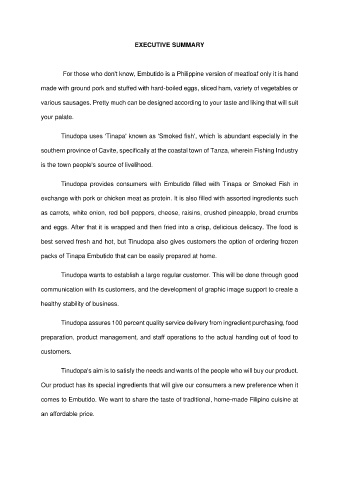 EXECUTIVE SUMMARY
For those who don't know, Embutido is a Philippine version of meatloaf only it is hand
made with ground pork and stuffed with hard-boiled eggs, sliced ham, variety of vegetables or
various sausages. Pretty much can be designed according to your taste and liking that will suit
your palate.
Tinudopa uses 'Tinapa' known as 'Smoked fish', which is abundant especially in the
southern province of Cavite, specifically at the coastal town of Tanza, wherein Fishing Industry
is the town people's source of livelihood.
Tinudopa provides consumers with Embutido filled with Tinapa or Smoked Fish in
exchange with pork or chicken meat as protein. It is also filled with assorted ingredients such
as carrots, white onion, red bell peppers, cheese, raisins, crushed pineapple, bread crumbs
and eggs. After that it is wrapped and then fried into a crisp, delicious delicacy. The food is
best served fresh and hot, but Tinudopa also gives customers the option of ordering frozen
packs of Tinapa Embutido that can be easily prepared at home.
Tinudopa wants to establish a large regular customer. This will be done through good
communication with its customers, and the development of graphic image support to create a
healthy stability of business.
Tinudopa assures 100 percent quality service delivery from ingredient purchasing, food
preparation, product management, and staff operations to the actual handing out of food to
customers.
Tinudopa's aim is to satisfy the needs and wants of the people who will buy our product.
Our product has its special ingredients that will give our consumers a new preference when it
comes to Embutido. We want to share the taste of traditional, home-made Filipino cuisine at
an affordable price.